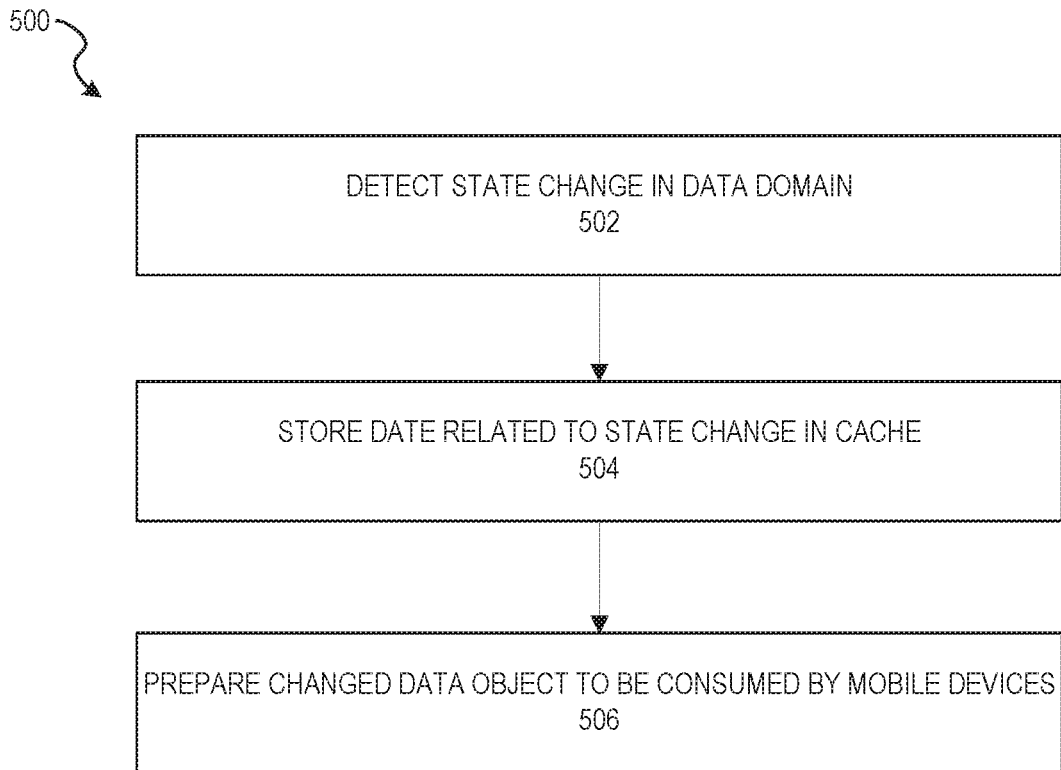 500
DETECT STATE CHANGE IN DATA DOMAIN
502
STORE DATE RELATED TO STATE CHANGE IN CACHE
504
PREPARE CHANGED DATA OBJECT TO BE CONSUMED BY MOBILE DEVICES
506